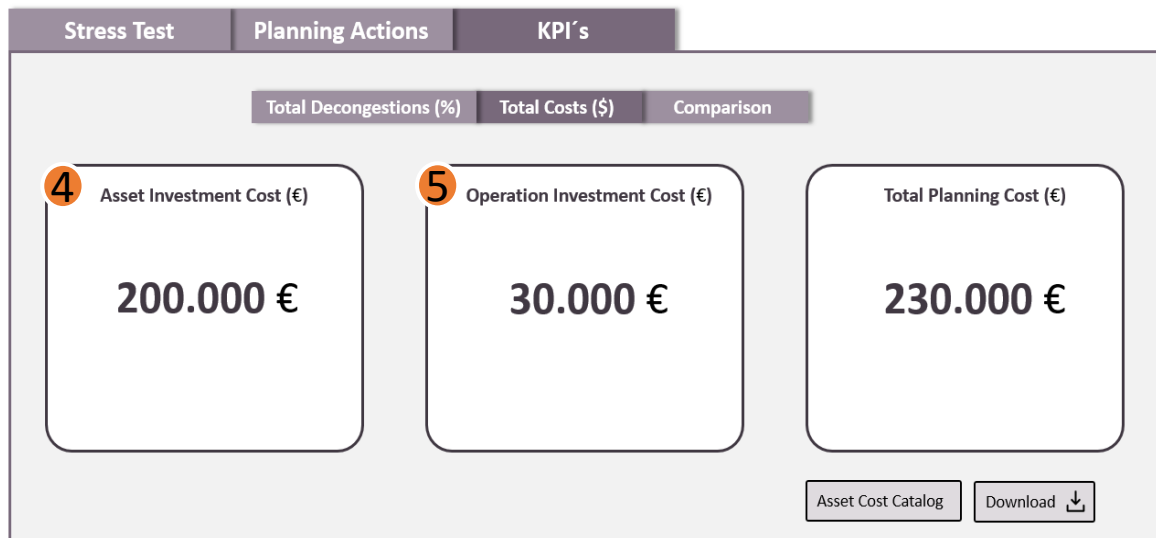 Stress Test
Planning Actions
KPI´s
Total Decongestions (%)
Total Costs ($)
Comparison
4
Asset Investment Cost (€)
200.000 €
5
Operation Investment Cost (€)
30.000 €
Total Planning Cost (€)
230.000 €
Asset Cost Catalog
Download